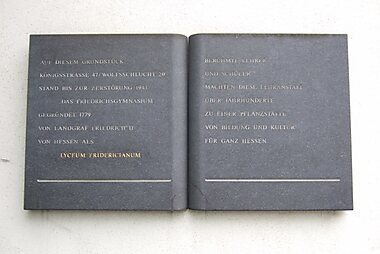 AUF DIESEM GRUNDSTÜCK
KÖNIGSSTRASSE 47/WOLFSSCHLUCHT 20
STAND BIS ZUR ZERSTÖRUNG 1943
DAS FRIEDRICHSGYMNASIUM
GEGRÜNDET 1779
VON LANDGRAF FRIEDRICH II
VON HESSEN ALS
LYCEUM FRIDERICIANUM
BERÜHMTE LEHRER
UND SCHÜLER
MACHTEN DIESE LEHRANSTALT
ÜBER JAHRHUNDERTE
ZU EINER PFLANZSTÄTTE
VON BILDUNG UND KULTUR
FÜR GANZ HESSEN